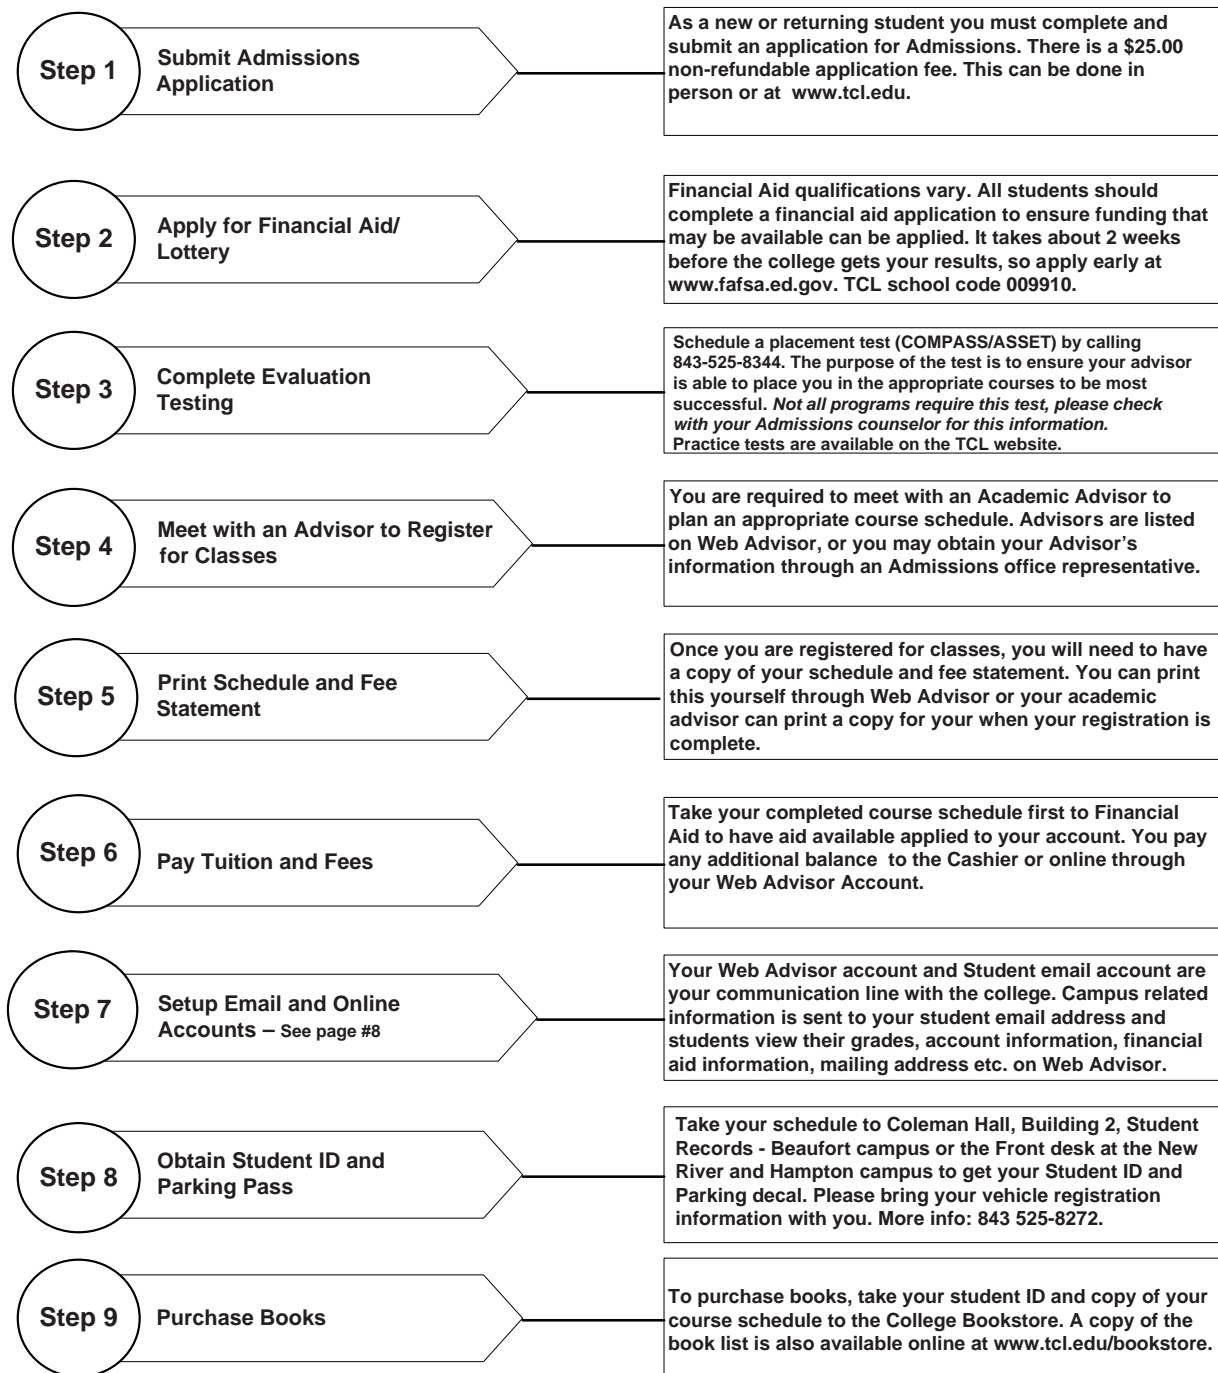 Step 1
Submit Admissions
Application
As a new or returning student you must complete and
submit an application for Admissions. There is a $25.00
non-refundable application fee. This can be done in
person or at  www.tcl.edu.
Step 2
Apply for Financial Aid/
Lottery
Financial Aid qualifications vary. All students should
complete a financial aid application to ensure funding that
may be available can be applied. It takes about 2 weeks
before the college gets your results, so apply early at
www.fafsa.ed.gov. TCL school code 009910.
Step 3
Complete Evaluation
Testing
Schedule a placement test (COMPASS/ASSET) by calling
843-525-8344. The purpose of the test is to ensure your advisor
is able to place you in the appropriate courses to be most
successful. Not all programs require this test, please check
with your Admissions counselor for this information.
Practice tests are available on the TCL website.
Step 4
Meet with an Advisor to Register
for Classes
You are required to meet with an Academic Advisor to
plan an appropriate course schedule. Advisors are listed
on Web Advisor, or you may obtain your Advisor’s
information through an Admissions office representative.
Step 5
Print Schedule and Fee
Statement
Once you are registered for classes, you will need to have
a copy of your schedule and fee statement. You can print
this yourself through Web Advisor or your academic
advisor can print a copy for your when your registration is
complete.
Step 6
Pay Tuition and Fees
Take your completed course schedule first to Financial
Aid to have aid available applied to your account. You pay
any additional balance  to the Cashier or online through
your Web Advisor Account.
Step 7
Setup Email and Online
Accounts – See page #8
Your Web Advisor account and Student email account are
your communication line with the college. Campus related
information is sent to your student email address and
students view their grades, account information, financial
aid information, mailing address etc. on Web Advisor.
Step 8
Obtain Student ID and
Parking Pass
Take your schedule to Coleman Hall, Building 2, Student
Records - Beaufort campus or the Front desk at the New
River and Hampton campus to get your Student ID and
Parking decal. Please bring your vehicle registration
information with you. More info: 843 525-8272.
Step 9
Purchase Books
To purchase books, take your student ID and copy of your
course schedule to the College Bookstore. A copy of the
book list is also available online at www.tcl.edu/bookstore.